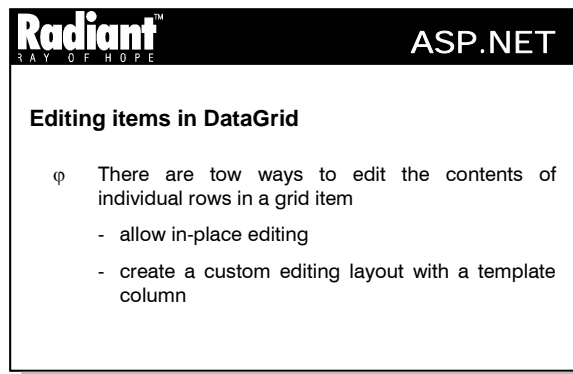 Radiant™
RAY OF HOPE
ASP.NET
Editing items in DataGrid
φ There are tow ways to edit the contents of
individual rows in a grid item
- allow in-place editing
- create a custom editing layout with a template
column